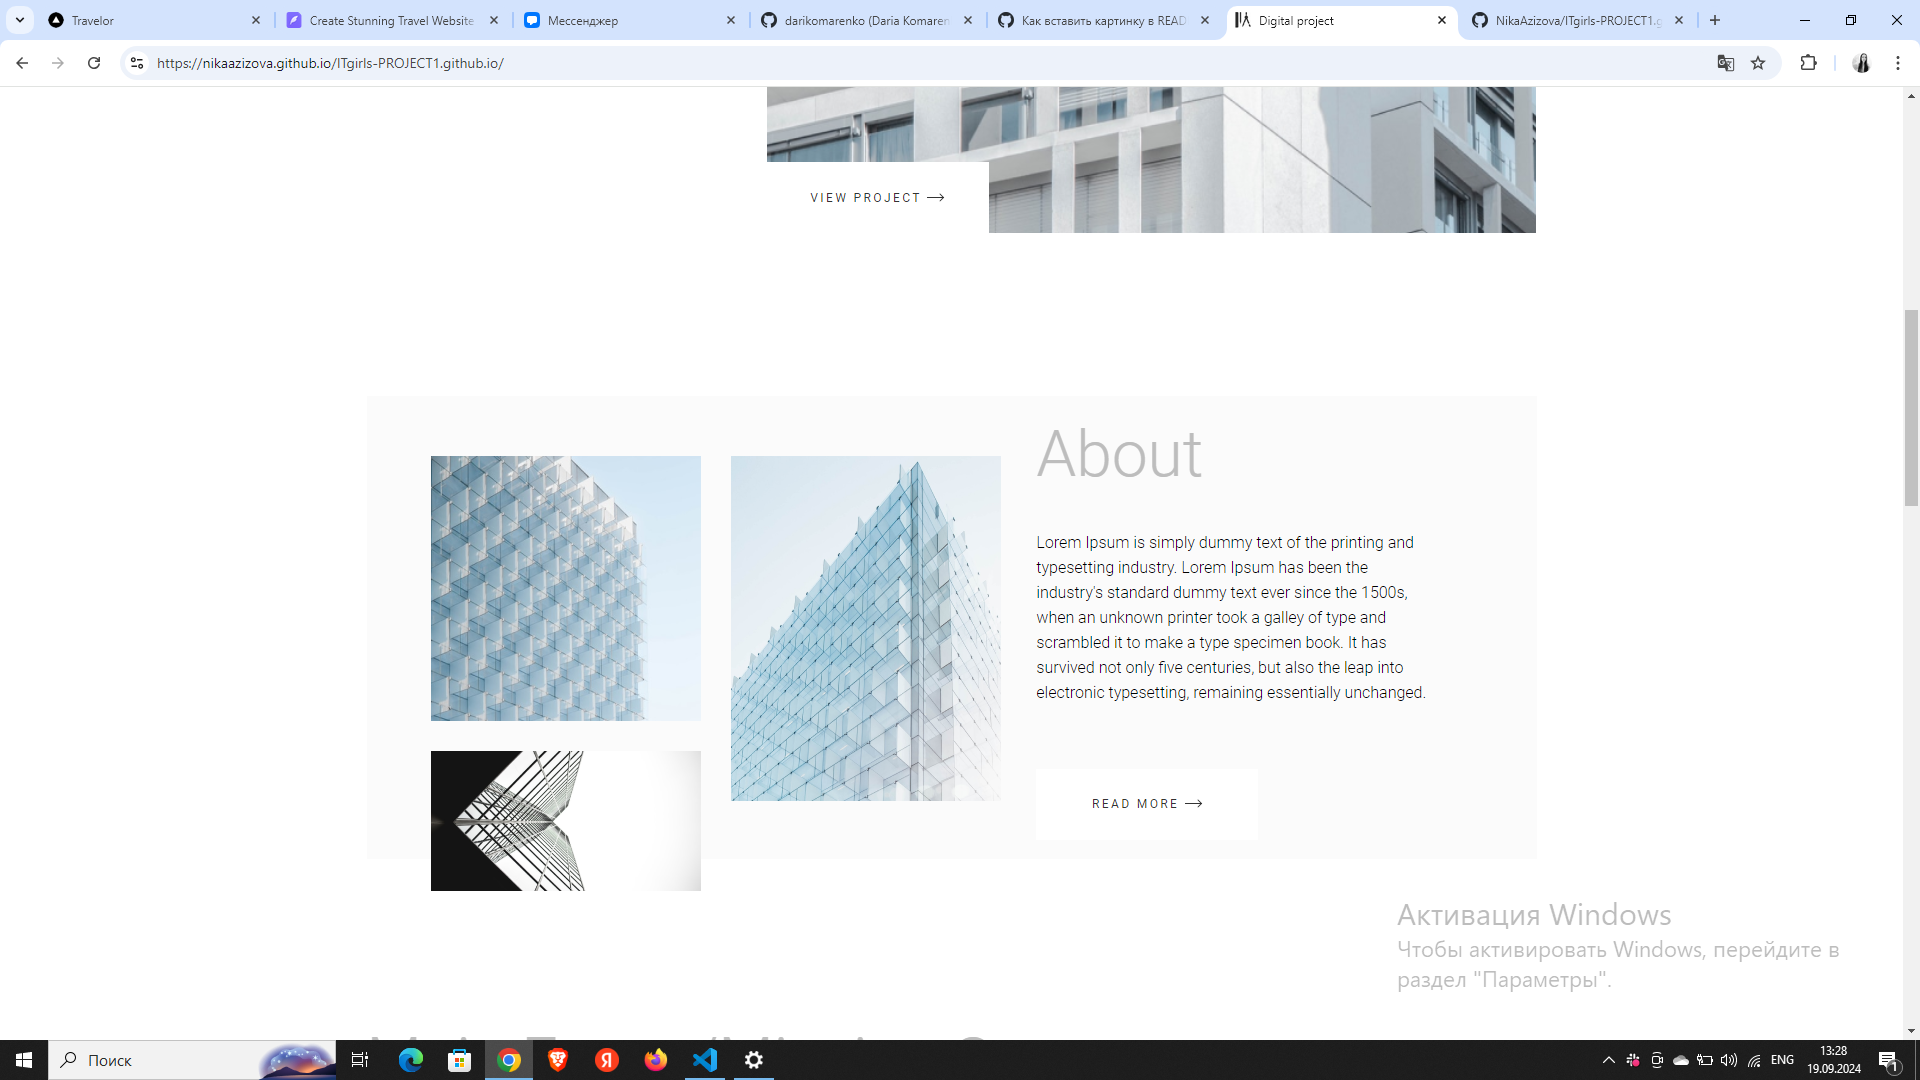 Travelor
Create Stunning Travel Website
Мессенджер
darikomarenko (Daria Komaren
Как вставить картинку в READ
Digital project
NikaAzizova/ITgirls-PROJECT1.g
https://nikaazizova.github.io/ITgirls-PROJECT1.github.io/
VIEW PROJECT
About
Lorem Ipsum is simply dummy text of the printing and
typesetting industry. Lorem Ipsum has been the
industry's standard dummy text ever since the 1500s,
when an unknown printer took a galley of type and
scrambled it to make a type specimen book. It has
survived not only five centuries, but also the leap into
electronic typesetting, remaining essentially unchanged.
READ MORE
Активация Windows
Чтобы активировать Windows, перейдите в
раздел "Параметры".
Поиск
ENG
13:28
19.09.2024
1